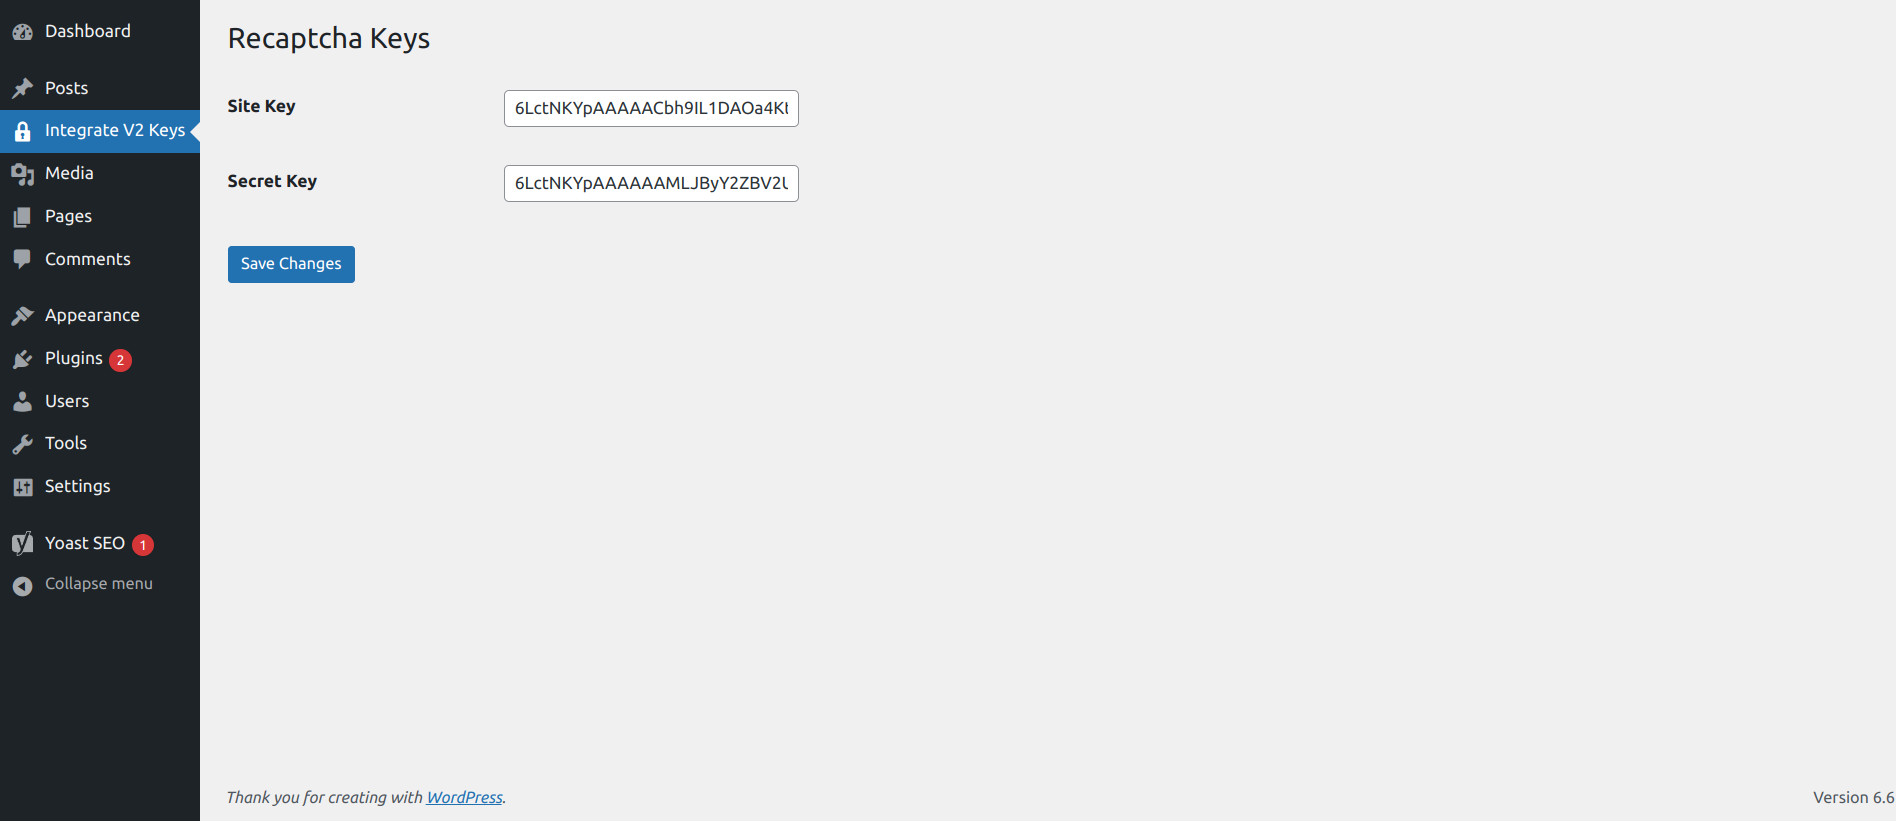 Dashboard
Posts
Integrate V2 Keys
Media
Pages
Comments
Appearance
Plugins 2
Users
Tools
Settings
Yoast SEO 1
Collapse menu
Recaptcha Keys
Site Key 6LctNKYpAAAAACbh9IL1DAOa4Kt
Secret Key 6LctNKYpAAAAAAMLJByY2ZBV2U
Save Changes
Thank you for creating with WordPress.
Version 6.6